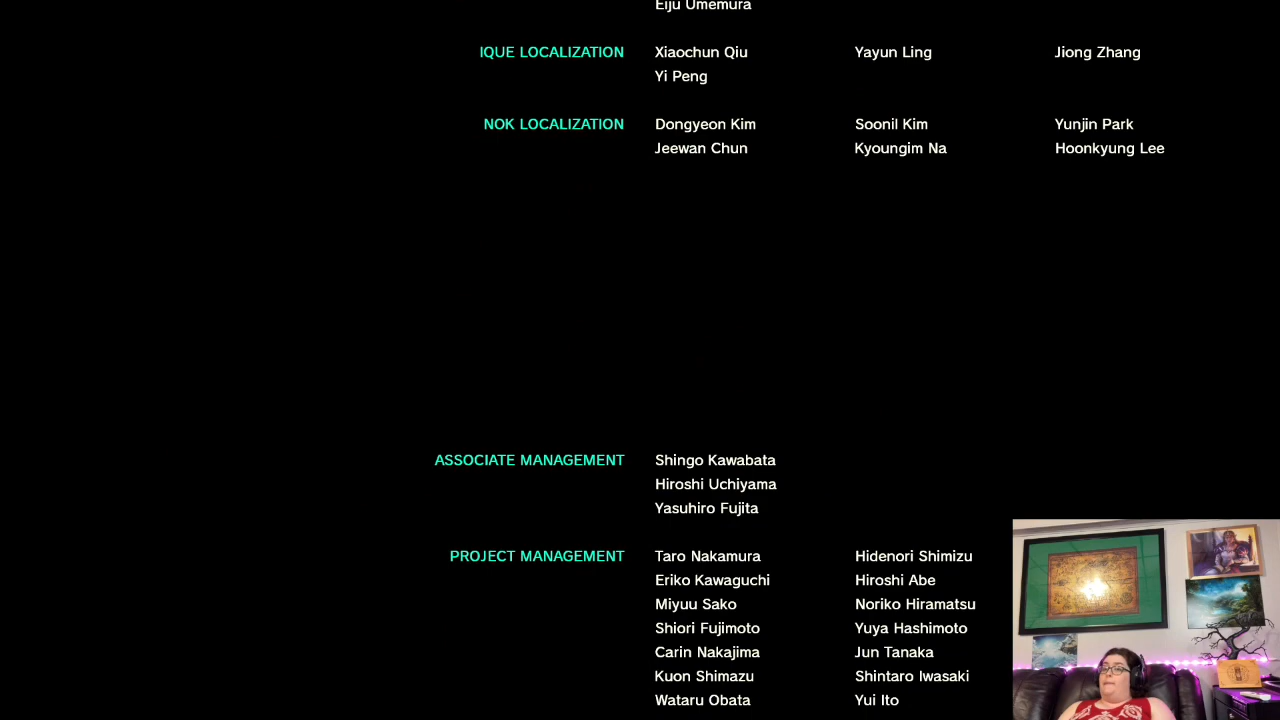 Eiju Umemura
IQUE LOCALIZATION Xiaochun Qiu Yayun Ling Jiong Zhang
Yi Peng
NOK LOCALIZATION Dongyeon Kim Soonil Kim Yunjin Park
Jeewan Chun Kyoungim Na Hoonkyung Lee
ASSOCIATE MANAGEMENT Shingo Kawabata
Hiroshi Uchiyama
Yasuhiro Fujita
PROJECT MANAGEMENT Taro Nakamura Hidenori Shimizu
Eriko Kawaguchi Hiroshi Abe
Miyuu Sako Noriko Hiramatsu
Shiori Fujimoto Yuya Hashimoto
Carin Nakajima Jun Tanaka
Kuon Shimazu Shintaro Iwasaki
Wataru Obata Yui Ito